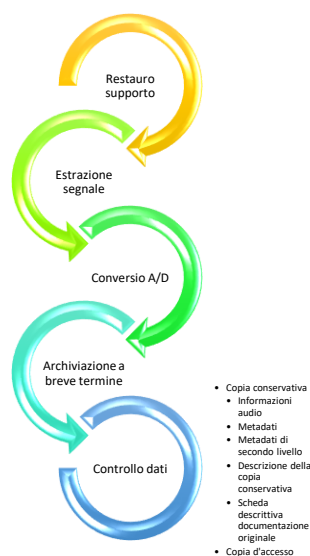 Restauro
supporto
Estrazione
segnale
Conversio A/D
Archiviazione a
breve termine
Controllo dati
• Copia conservativa
• Informazioni
audio
• Metadati
• Metadati di
secondo livello
• Descrizione della
copia
conservativa
• Scheda
descrittiva
documentazione
originale
• Copia d'accesso